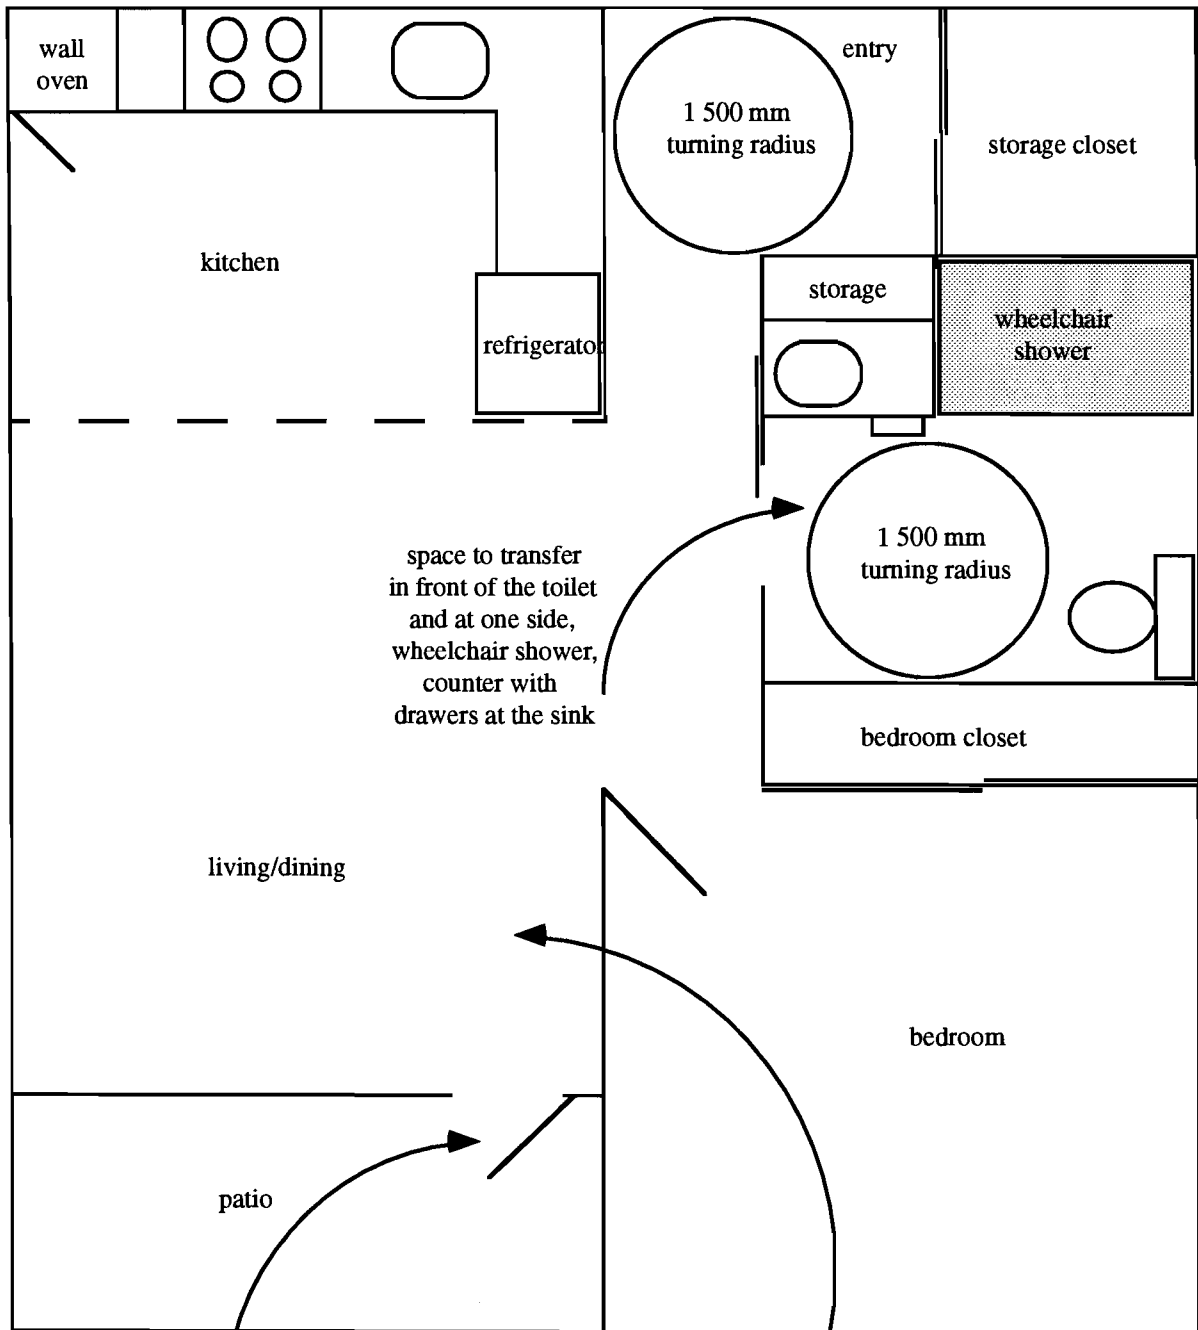 wall
oven
entry
1 500 mm
turning radius
storage closet
kitchen
storage
wheelchair
shower
refrigerator
1 500 mm
turning radius
space to transfer
in front of the toilet
and at one side,
wheelchair shower,
counter with
drawers at the sink
bedroom closet
living/dining
bedroom
patio